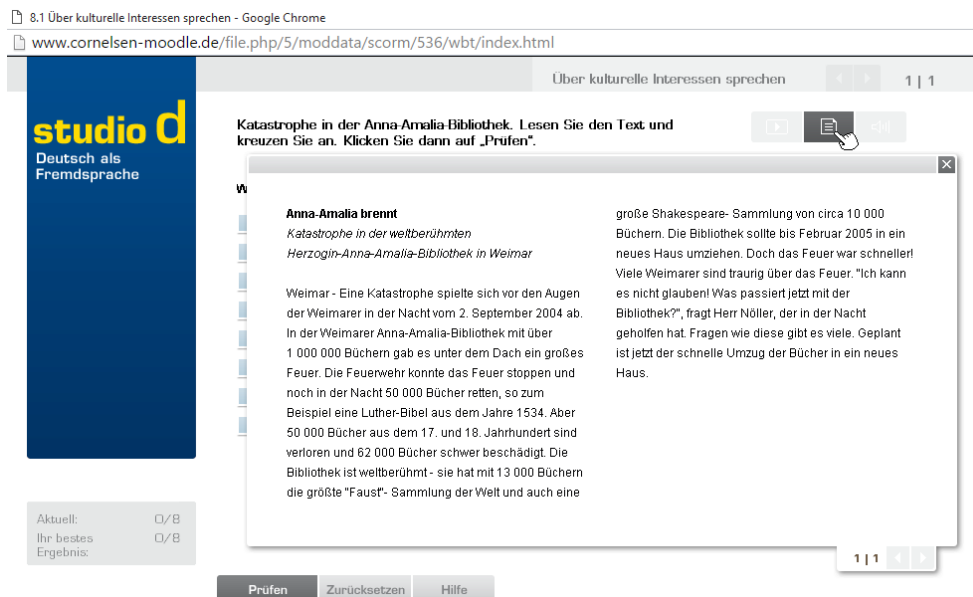 8.1 Über kulturelle Interessen sprechen - Google Chrome
www.cornelsen-moodle.de/file.php/5/moddata/scorm/536/wbt/index.html
Über kulturelle Interessen sprechen
1 | 1
studio d
Deutsch als
Fremdsprache
Katastrophe in der Anna-Amalia-Bibliothek. Lesen Sie den Text und
kreuzen Sie an. Klicken Sie dann auf „Prüfen“.
Anna-Amalia brennt
Katastrophe in der weltberühmten
Herzogin-Anna-Amalia-Bibliothek in Weimar
Weimar - Eine Katastrophe spielte sich vor den Augen
der Weimarer in der Nacht vom 2. September 2004 ab.
In der Weimarer Anna-Amalia-Bibliothek mit über
1 000 000 Büchern gab es unter dem Dach ein großes
Feuer. Die Feuerwehr konnte das Feuer stoppen und
noch in der Nacht 50 000 Bücher retten, so zum
Beispiel eine Luther-Bibel aus dem Jahre 1534. Aber
50 000 Bücher aus dem 17. und 18. Jahrhundert sind
verloren und 62 000 Bücher schwer beschädigt. Die
Bibliothek ist weltberühmt - sie hat mit 13 000 Büchern
die größte "Faust"- Sammlung der Welt und auch eine
große Shakespeare- Sammlung von circa 10 000
Büchern. Die Bibliothek sollte bis Februar 2005 in ein
neues Haus umziehen. Doch das Feuer war schneller!
Viele Weimarer sind traurig über das Feuer. "Ich kann
es nicht glauben! Was passiert jetzt mit der
Bibliothek?", fragt Herr Nöller, der in der Nacht
geholfen hat. Fragen wie diese gibt es viele. Geplant
ist jetzt der schnelle Umzug der Bücher in ein neues
Haus.
1 | 1
Aktuell: 0/8
Ihr bestes 0/8
Ergebnis:
Prüfen Zurücksetzen Hilfe